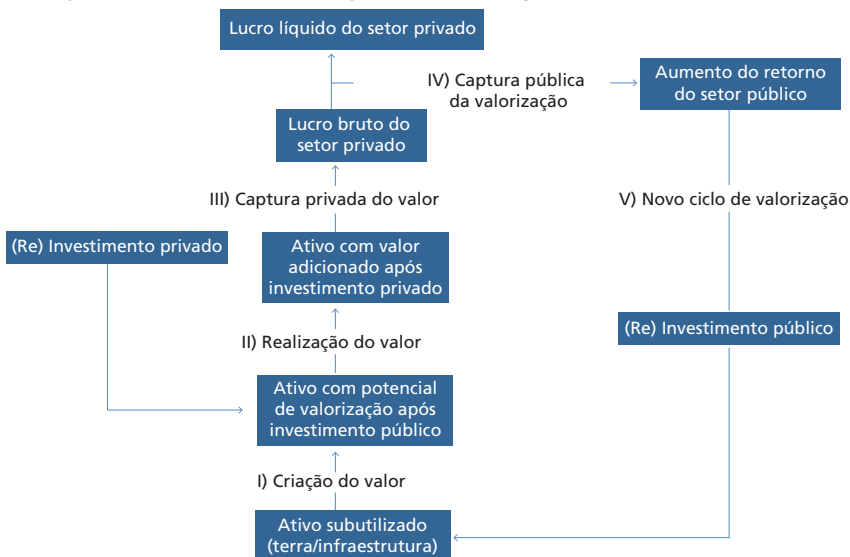 Lucro líquido do setor privado
IV) Captura pública
da valorização
Aumento do retorno
do setor público
Lucro bruto do
setor privado
III) Captura privada do valor
V) Novo ciclo de valorização
(Re) Investimento privado
Ativo com valor
adicionado após
investimento privado
(Re) Investimento público
II) Realização do valor
Ativo com potencial
de valorização após
investimento público
I) Criação do valor
Ativo subutilizado
(terra/infraestrutura)